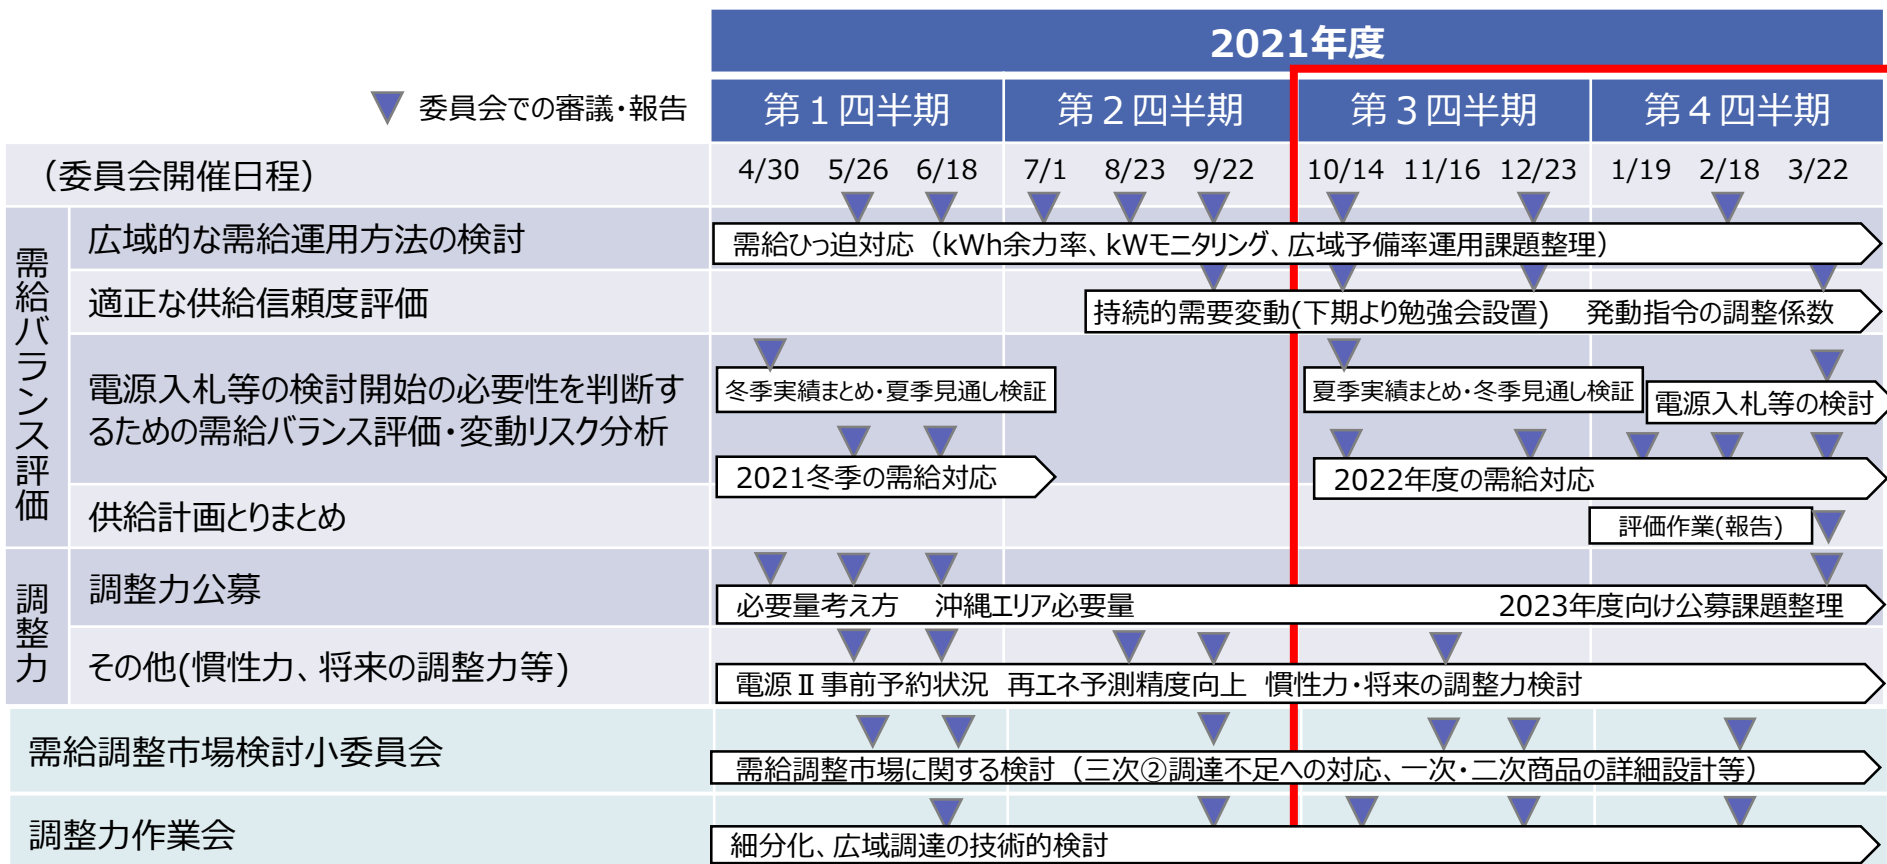 2021年度
▼ 委員会での審議・報告
第１四半期
第２四半期
第３四半期
第４四半期
（委員会開催日程）
4/30 5/26 6/18 7/1 8/23 9/22 10/14 11/16 12/23 1/19 2/18 3/22
需給バランス評価
広域的な需給運用方法の検討
需給ひっ迫対応（kWh余力率、kWモニタリング、広域予備率運用課題整理）
適正な供給信頼度評価
持続的需要変動(下期より勉強会設置) 発動指令の調整係数
電源入札等の検討開始の必要性を判断す
るための需給バランス評価・変動リスク分析
冬季実績まとめ・夏季見通し検証
夏季実績まとめ・冬季見通し検証
電源入札等の検討
2021冬季の需給対応
2022年度の需給対応
供給計画とりまとめ
評価作業(報告)
調整力
調整力公募
必要量考え方 沖縄エリア必要量 2023年度向け公募課題整理
その他(慣性力、将来の調整力等)
電源Ⅱ事前予約状況 再エネ予測精度向上 慣性力・将来の調整力検討
需給調整市場検討小委員会
需給調整市場に関する検討（三次②調達不足への対応、一次・二次商品の詳細設計等）
調整力作業会
細分化、広域調達の技術的検討